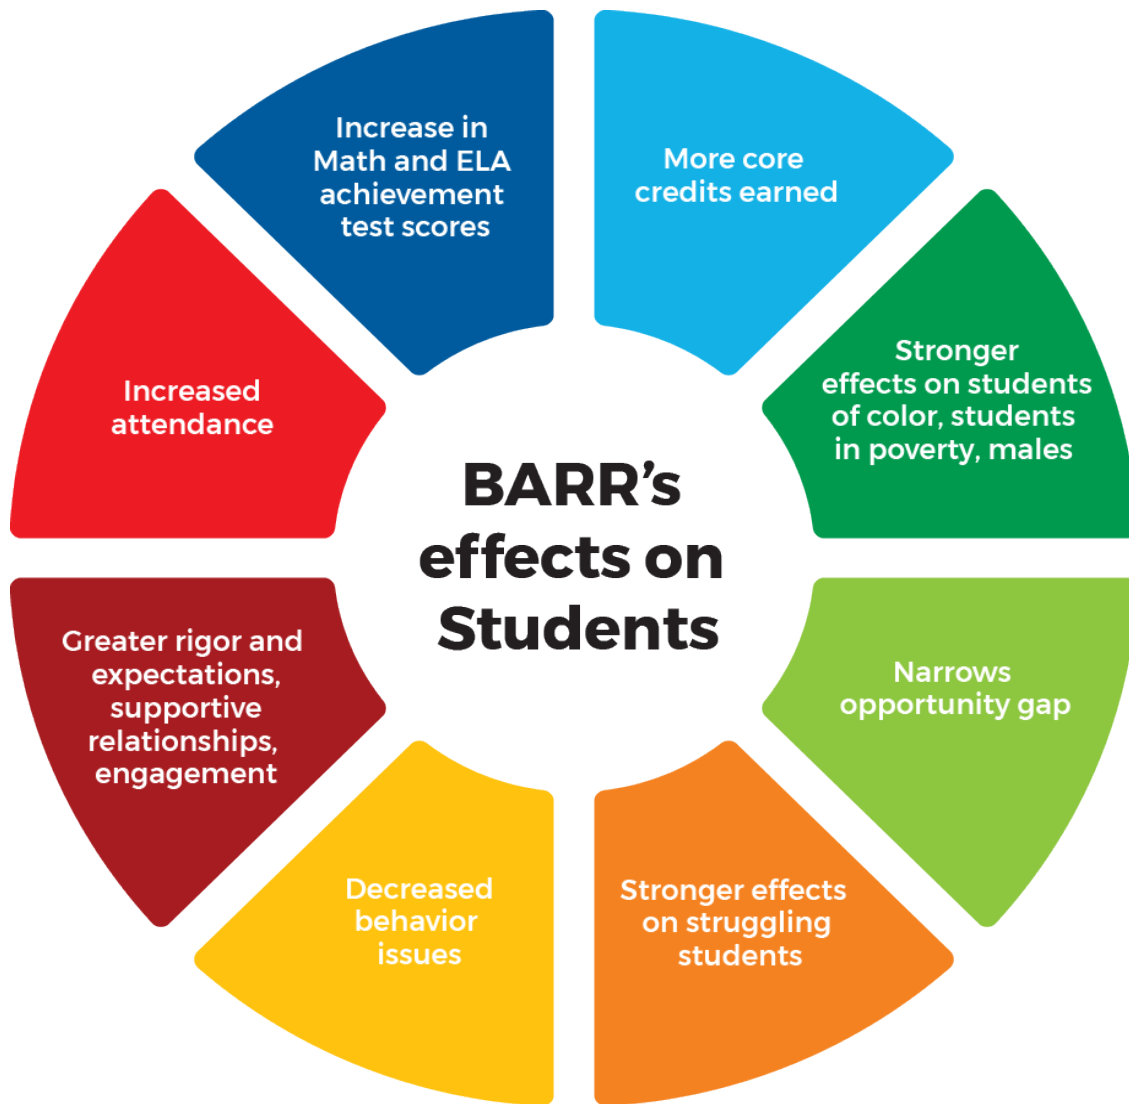 BARR’s
effects on
Students
More core
credits earned
Stronger
effects on students
of color, students
in poverty, males
Narrows
opportunity gap
Stronger effects
on struggling
students
Decreased
behavior
issues
Greater rigor and
expectations,
supportive
relationships,
engagement
Increased
attendance
Increase in
Math and ELA
achievement
test scores